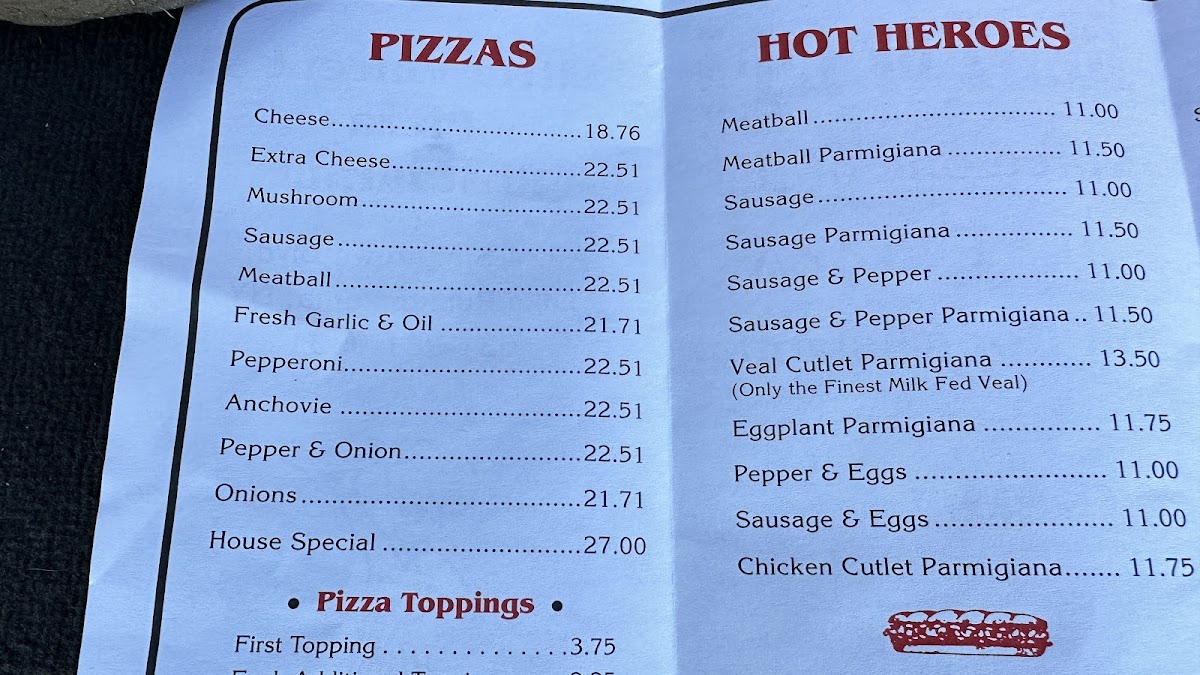 PIZZAS
Cheese..................................18.76
Extra Cheese..........................22.51
Mushroom..............................22.51
Sausage.................................22.51
Meatball..................................22.51
Fresh Garlic & Oil ...................21.71
Pepperoni................................22.51
Anchovie ................................22.51
Pepper & Onion.......................22.51
Onions....................................21.71
House Special .........................27.00
• Pizza Toppings •
First Topping . . . . . . . . . . . . . . .3.75
HOT HEROES
Meatball.................................. 11.00
Meatball Parmigiana ................ 11.50
Sausage................................... 11.00
Sausage Parmigiana ................ 11.50
Sausage & Pepper .................... 11.00
Sausage & Pepper Parmigiana .. 11.50
Veal Cutlet Parmigiana ............ 13.50
(Only the Finest Milk Fed Veal)
Eggplant Parmigiana ............... 11.75
Pepper & Eggs ........................ 11.00
Sausage & Eggs....................... 11.00
Chicken Cutlet Parmigiana....... 11.75